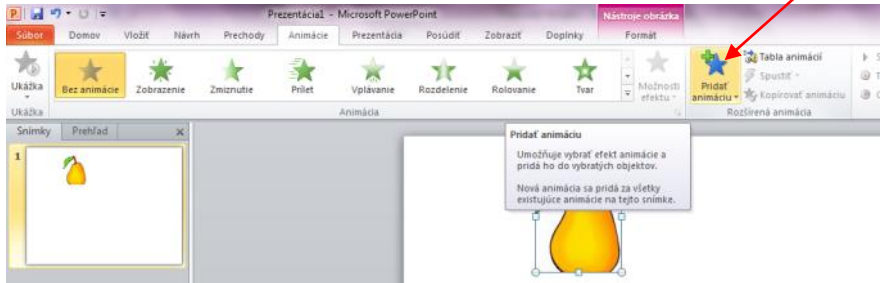 Prezentácia1 - Microsoft PowerPoint
Nástroje obrázka
Súbor Domov Vložiť Návrh Prechody Animácie Prezentácia Posúdiť Zobraziť Doplnky Formát
Ukážka
Bez animácie Zobrazenie Zmiznutie Prílet Vplávanie Rozdelenie Rolovanie Tvar
Možnosti efektu
Pridať animáciu
Tabla animácií
Spustiť
Kopírovať animáciu
Ukážka Animácia Rozšírená animácia
Snímky Prehľad
1
Pridať animáciu
Umožňuje vybrať efekt animácie a
pridá ho do vybratých objektov.
Nová animácia sa pridá za všetky
existujúce animácie na tejto snímke.